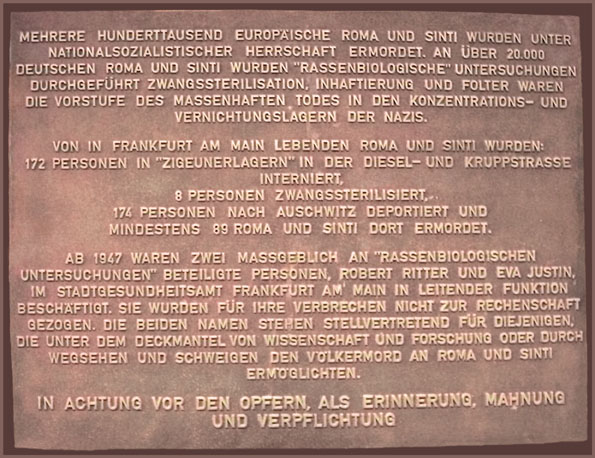 MEHRERE HUNDERTTAUSEND EUROPÄISCHE ROMA UND SINTI WURDEN UNTER
NATIONALSOZIALISTISCHER HERRSCHAFT ERMORDET. AN ÜBER 20.000
DEUTSCHEN ROMA UND SINTI WURDEN "RASSENBIOLOGISCHE" UNTERSUCHUNGEN
DURCHGEFÜHRT ZWANGSSTERILISATION, INHAFTIERUNG UND FOLTER WAREN
DIE VORSTUFE DES MASSENHAFTEN TODES IN DEN KONZENTRATIONS- UND
VERNICHTUNGSLAGERN DER NAZIS.
VON IN FRANKFURT AM MAIN LEBENDEN ROMA UND SINTI WURDEN:
172 PERSONEN IN "ZIGEUNERLAGERN" IN DER DIESEL- UND KRUPPSTRASSE
INTERNIERT,
8 PERSONEN ZWANGSSTERILISIERT,
174 PERSONEN NACH AUSCHWITZ DEPORTIERT UND
MINDESTENS 89 ROMA UND SINTI DORT ERMORDET.
AB 1947 WAREN ZWEI MASSGEBLICH AN "RASSENBIOLOGISCHEN
UNTERSUCHUNGEN" BETEILIGTE PERSONEN, ROBERT RITTER UND EVA JUSTIN,
IM STADTGESUNDHEITSAMT FRANKFURT AM MAIN IN LEITENDER FUNKTION
BESCHÄFTIGT. SIE WURDEN FÜR IHRE VERBRECHEN NICHT ZUR RECHENSCHAFT
GEZOGEN. DIE BEIDEN NAMEN STEHEN STELLVERTRETEND FÜR DIEJENIGEN,
DIE UNTER DEM DECKMANTEL VON WISSENSCHAFT UND FORSCHUNG ODER DURCH
WEGSEHEN UND SCHWEIGEN DEN VÖLKERMORD AN ROMA UND SINTI
ERMÖGLICHTEN.
IN ACHTUNG VOR DEN OPFERN, ALS ERINNERUNG, MAHNUNG
UND VERPFLICHTUNG